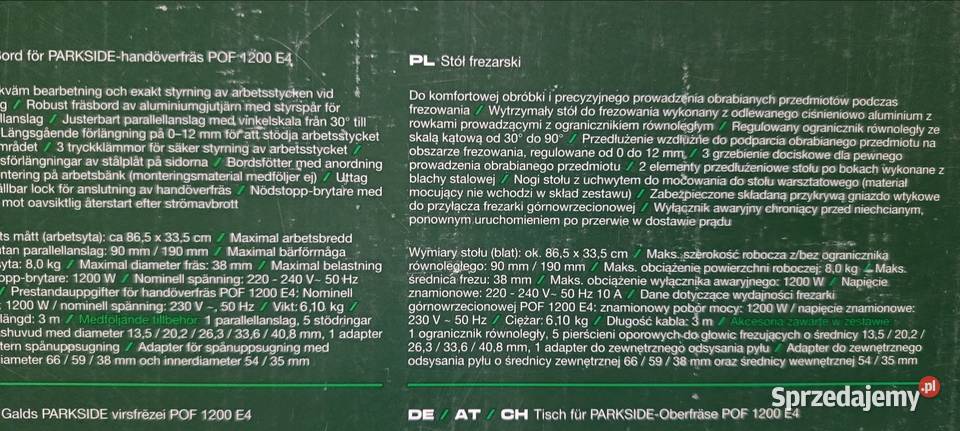 Bord för PARKSIDE-handöverfräs POF 1200 E4
kväm bearbetning och exakt styrning av arbetsstycken vid
g / Robust fräsbord av aluminiumgjutjärn med styrspår för
llanslag / Justerbart parallellanslag med vinkelskala från 30° till
Längsgående förlängning på 0–12 mm för att stödja arbetsstycket
mrådet / 3 tryckklämmor för säker styrning av arbetsstycket /
sförlängningar av stålplåt på sidorna / Bordsfötter med anordning
ntering på arbetsbänk (monteringsmaterial medföljer ej) / Uttag
ällbar lock för anslutning av handöverfräs / Nödstopp-brytare med
mot oavsiktlig återstart efter strömavbrott
ts mått (arbetsyta): ca 86,5 x 33,5 cm / Maximal arbetsbredd
utan parallellanslag: 90 mm / 190 mm / Maximal bärförmåga
syta: 8,0 kg / Maximal diameter fräs: 38 mm / Maximal belastning
opp-brytare: 1200 W / Nominell spänning: 220 - 240 V~ 50 Hz
/ Prestandauppgifter för handöverfräs POF 1200 E4: Nominell
: 1200 W / nominell spänning: 230 V ~, 50 Hz / Vikt: 6,10 kg /
längd: 3 m / Medföljande tillbehör 1 parallellanslag, 5 stödringar
shuvud med diameter 13,5 / 20,2 / 26,3 / 33,6 / 40,8 mm, 1 adapter
tern spånuppsugning / Adapter för spånuppsugning med
iameter 66 / 59 / 38 mm och innerdiameter 54 / 35 mm
Galds PARKSIDE virsfrēzei POF 1200 E4
PL Stół frezarski
Do komfortowej obróbki i precyzyjnego prowadzenia obrabianych przedmiotów podczas
frezowania / Wytrzymały stół do frezowania wykonany z odlewanego ciśnieniowo aluminium z
rowkami prowadzącymi z ogranicznikiem równoległym / Regulowany ogranicznik równoległy ze
skalą kątową od 30° do 90° / Przedłużenie wzdłużne do podparcia obrabianego przedmiotu na
obszarze frezowania, regulowane od 0 do 12 mm / 3 grzebienie dociskowe dla pewnego
prowadzenia obrabianego przedmiotu / 2 elementy przedłużeniowe stołu po bokach wykonane z
blachy stalowej / Nogi stołu z uchwytem do mocowania do stołu warsztatowego (materiał
mocujący nie wchodzi w skład zestawu) / Zabezpieczone składaną przykrywą gniazdo wtykowe
do przyłącza frezarki górnowrzecionowej / Wyłącznik awaryjny chroniący przed niechcianym,
ponownym uruchomieniem po przerwie w dostawie prądu
Wymiary stołu (blat): ok. 86,5 x 33,5 cm / Maks. szerokość robocza z/bez ogranicznika
równoległego: 90 mm / 190 mm / Maks. obciążenie powierzchni roboczej: 8,0 kg / Maks.
średnica frezu: 38 mm / Maks. obciążenie wyłącznika awaryjnego: 1200 W / Napięcie
znamionowe: 220 - 240 V~ 50 Hz 10 A / Dane dotyczące wydajności frezarki
górnowrzecionowej POF 1200 E4: znamionowy pobór mocy: 1200 W / napięcie znamionowe:
230 V~ 50 Hz / Ciężar: 6,10 kg / Długość kabla: 3 m / Akcesoria zawarte w zestawie
1 ogranicznik równoległy, 5 pierścieni oporowych do głowic frezujących o średnicy 13,5 / 20,2 /
26,3 / 33,6 / 40,8 mm, 1 adapter do zewnętrznego odsysania pyłu / Adapter do zewnętrznego
odsysania pyłu o średnicy zewnętrznej 66 / 59 / 38 mm oraz średnicy wewnętrznej 54 / 35 mm
DE / AT / CH Tisch für PARKSIDE-Oberfräse POF 1200 E4
Sprzedajemy.pl